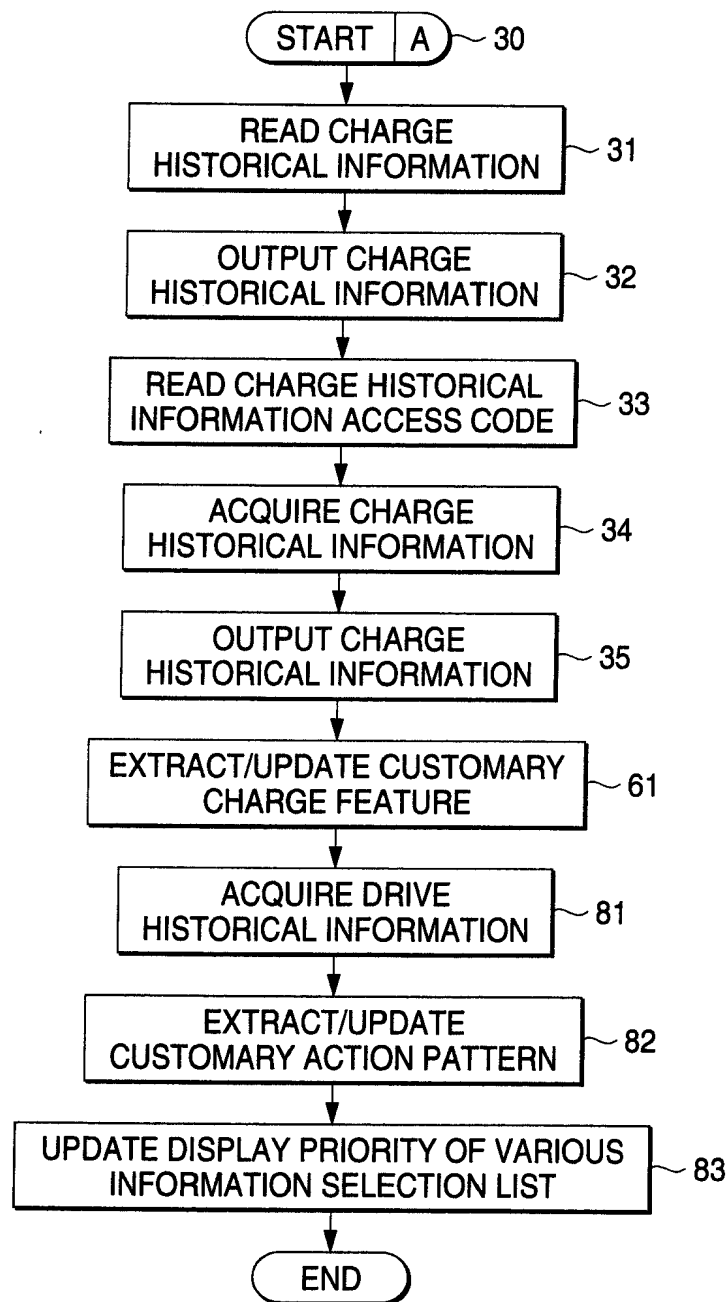 START A 30
READ CHARGE
HISTORICAL INFORMATION 31
OUTPUT CHARGE
HISTORICAL INFORMATION 32
READ CHARGE HISTORICAL
INFORMATION ACCESS CODE 33
ACQUIRE CHARGE
HISTORICAL INFORMATION 34
OUTPUT CHARGE
HISTORICAL INFORMATION 35
EXTRACT/UPDATE CUSTOMARY
CHARGE FEATURE 61
ACQUIRE DRIVE
HISTORICAL INFORMATION 81
EXTRACT/UPDATE
CUSTOMARY ACTION PATTERN 82
UPDATE DISPLAY PRIORITY OF VARIOUS
INFORMATION SELECTION LIST 83
END